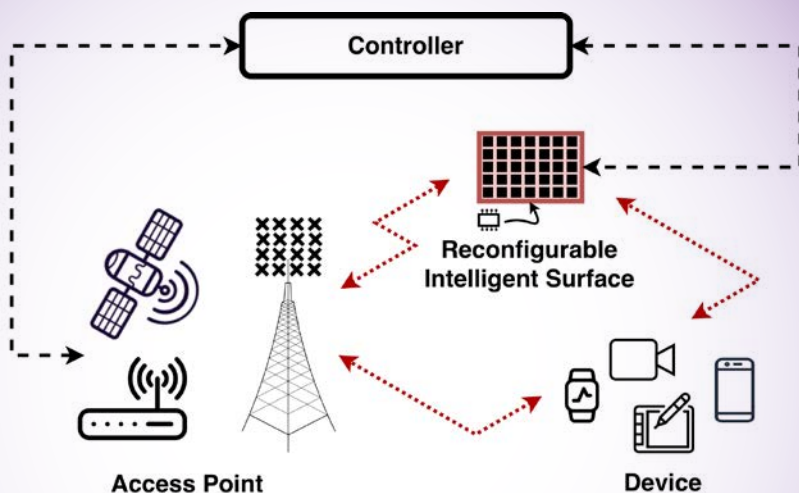 Controller
Reconfigurable
Intelligent Surface
Access Point
Device